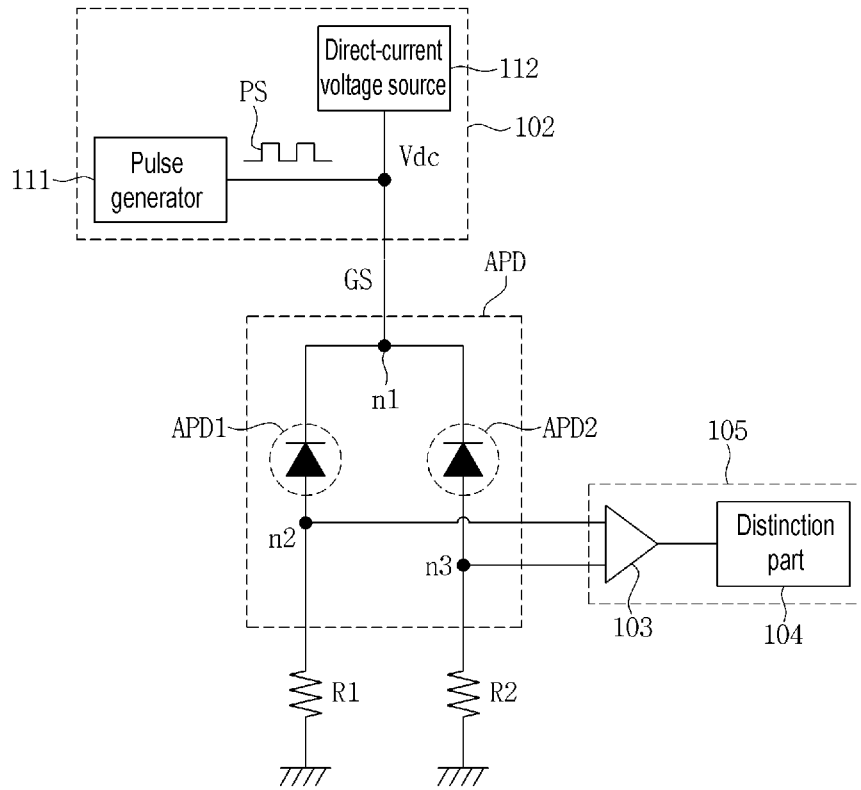 Direct-current
voltage source
112
PS
102
Vdc
Pulse
generator
111
GS
APD
n1
APD1
APD2
105
n2
n3
Distinction
part
103
104
R1
R2